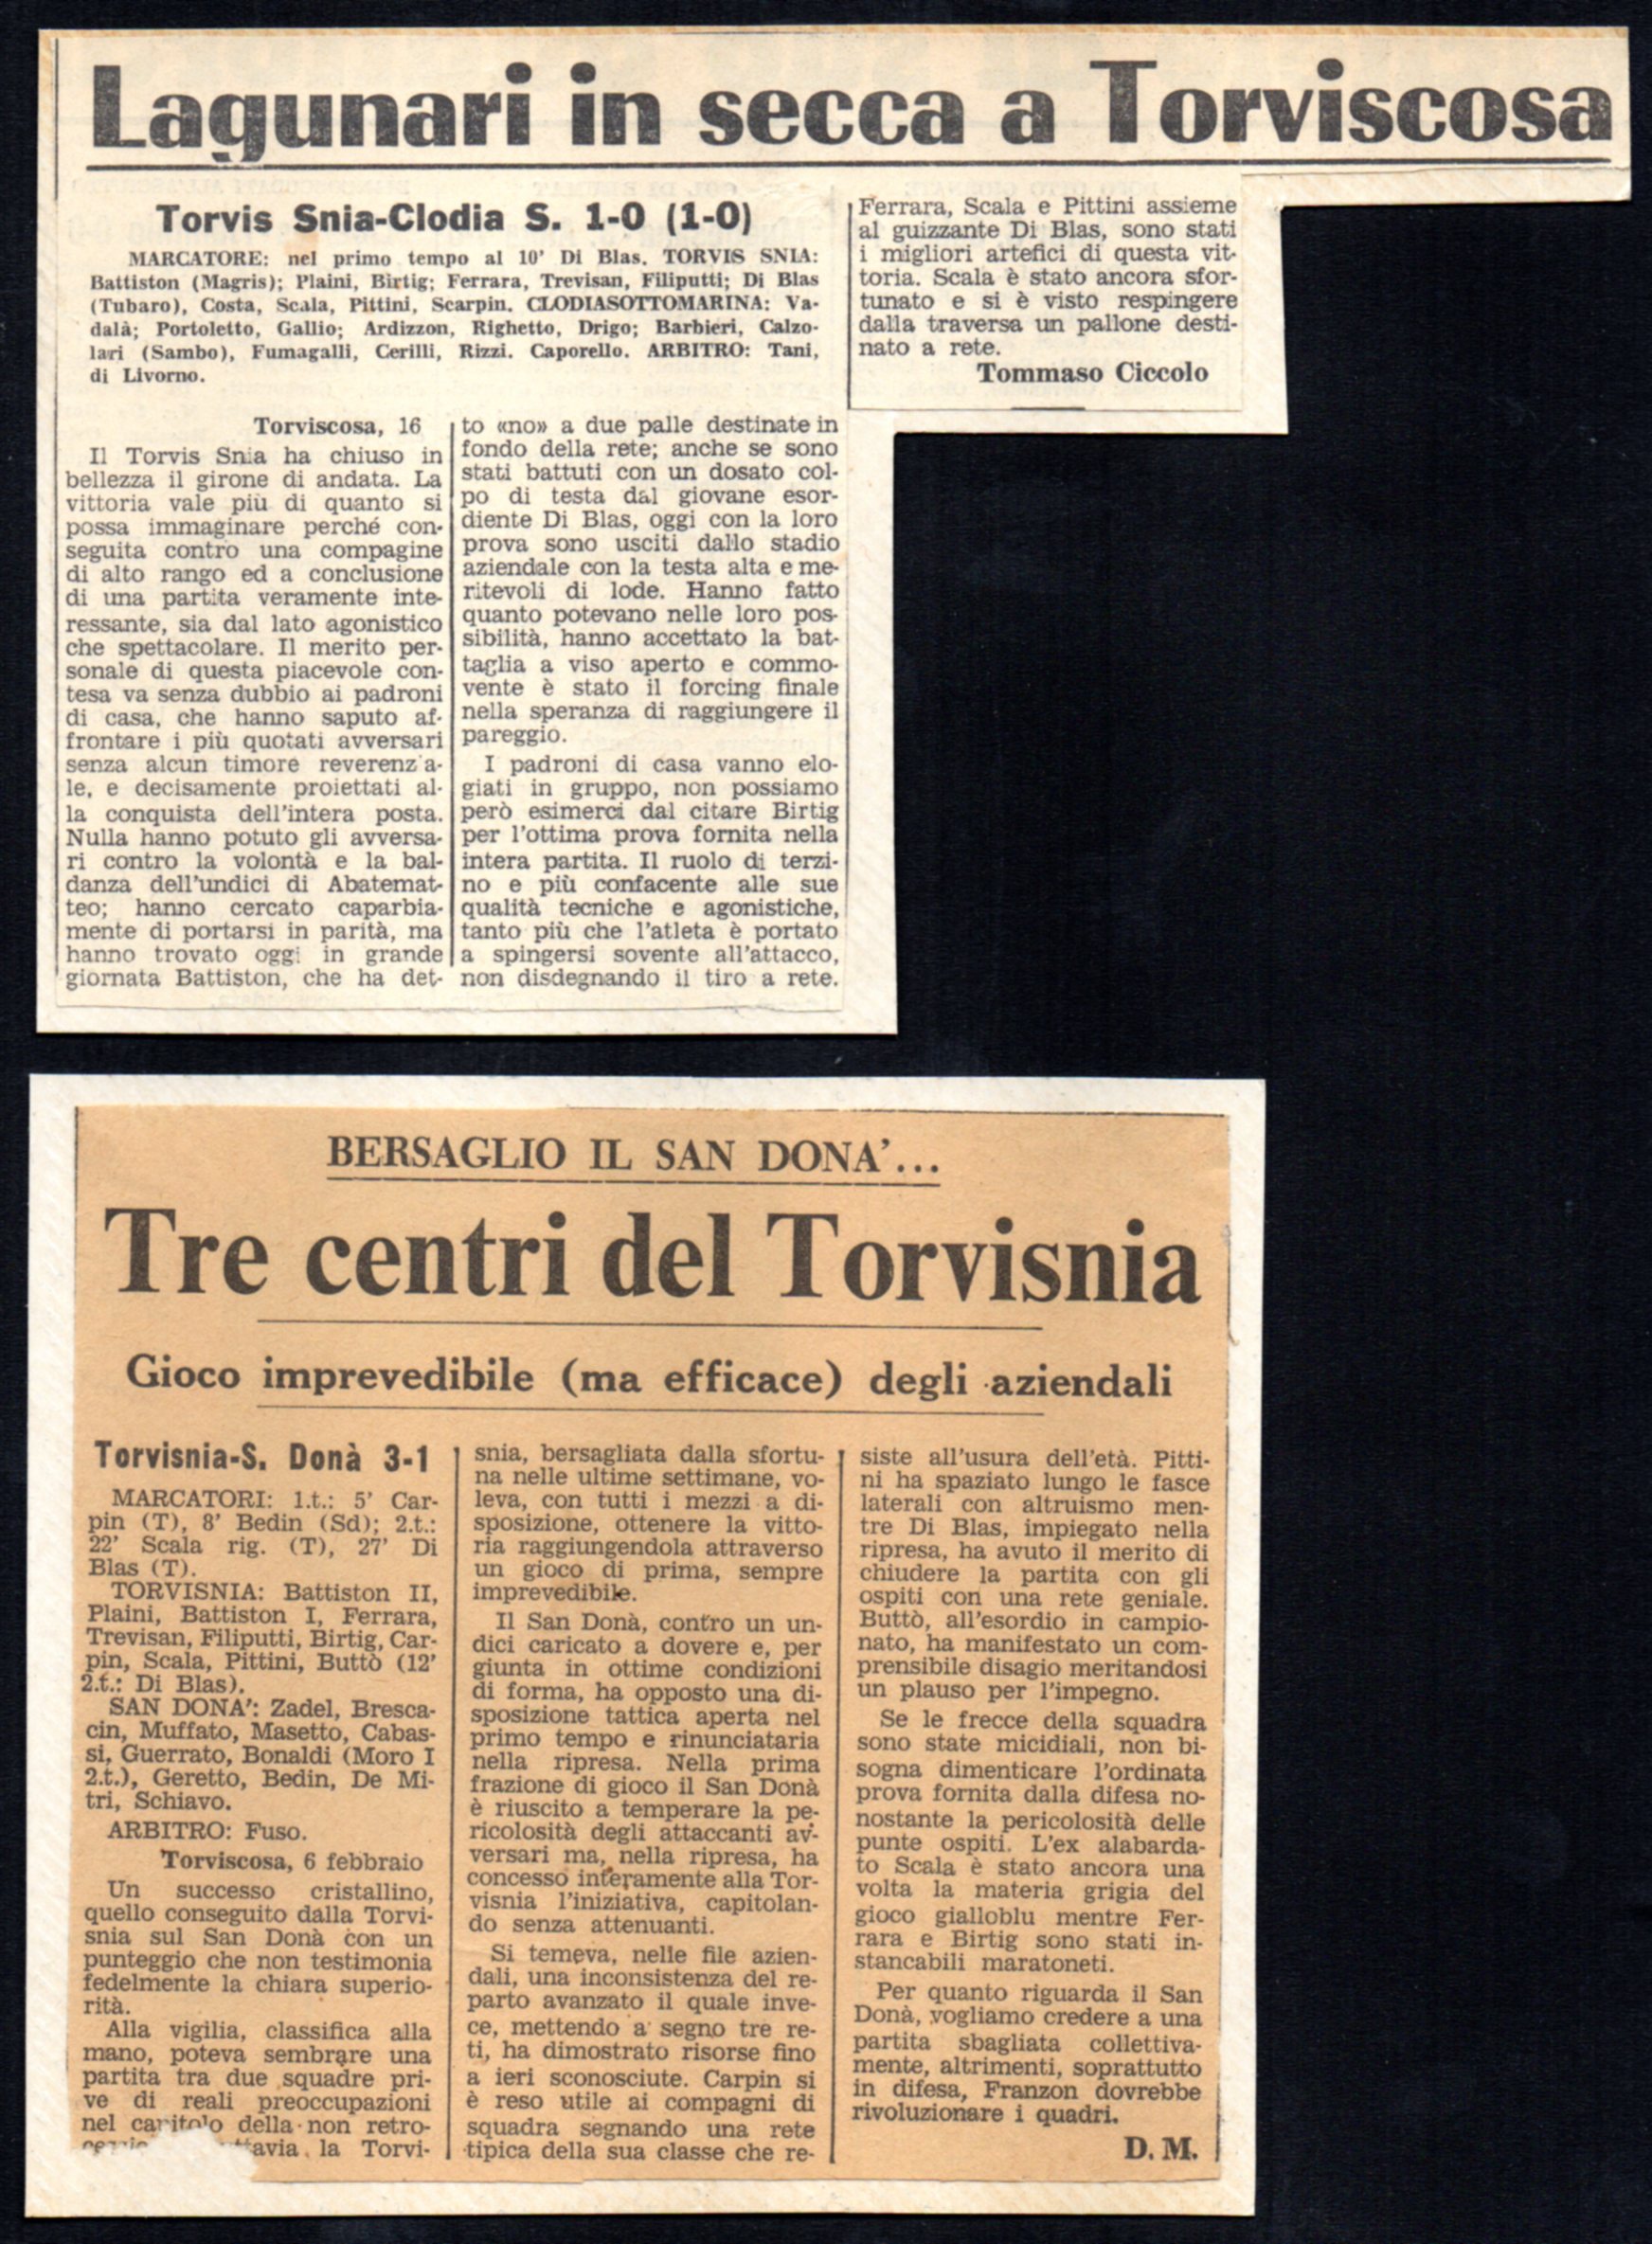 Lagunari in secca a Torviscosa
Torvis Snia-Clodia S. 1-0 (1-0)
MARCATORE: nel primo tempo al 10' Di Blas. TORVIS SNIA:
Battiston (Magris); Plaini, Birtig; Ferrara, Trevisan, Filiputti; Di Blas
(Tubaro), Costa, Scala, Pittini, Scarpin. CLODIASOTTOMARINA: Va-
dalà; Portoletto, Gallio; Ardizzon, Righetto, Drigo; Barbieri, Calzo-
lari (Sambo), Fumagalli, Cerilli, Rizzi. Caporello. ARBITRO: Tani,
di Livorno.
Torviscosa, 16
Il Torvis Snia ha chiuso in
bellezza il girone di andata. La
vittoria vale più di quanto si
possa immaginare perché con-
seguita contro una compagine
di alto rango ed a conclusione
di una partita veramente inte-
ressante, sia dal lato agonistico
che spettacolare. Il merito per-
sonale di questa piacevole con-
tesa va senza dubbio ai padroni
di casa, che hanno saputo af-
frontare i più quotati avversari
senza alcun timore reverenz'a-
le, e decisamente proiettati al-
la conquista dell'intera posta.
Nulla hanno potuto gli avversa-
ri contro la volontà e la bal-
danza dell'undici di Abatemat-
teo; hanno cercato caparbia-
mente di portarsi in parità, ma
hanno trovato oggi in grande
giornata Battiston, che ha det-
to «no» a due palle destinate in
fondo della rete; anche se sono
stati battuti con un dosato col-
po di testa dal giovane esor-
diente Di Blas, oggi con la loro
prova sono usciti dallo stadio
aziendale con la testa alta e me-
ritevoli di lode. Hanno fatto
quanto potevano nelle loro pos-
sibilità, hanno accettato la bat-
taglia a viso aperto e commo-
vente è stato il forcing finale
nella speranza di raggiungere il
pareggio.
I padroni di casa vanno elo-
giati in gruppo, non possiamo
però esimerci dal citare Birtig
per l'ottima prova fornita nella
intera partita. Il ruolo di terzi-
no e più confacente alle sue
qualità tecniche e agonistiche,
tanto più che l'atleta è portato
a spingersi sovente all'attacco,
non disdegnando il tiro a rete.
Ferrara, Scala e Pittini assieme
al guizzante Di Blas, sono stati
i migliori artefici di questa vit-
toria. Scala è stato ancora sfor-
tunato e si è visto respingere
dalla traversa un pallone desti-
nato a rete.
Tommaso Ciccolo
BERSAGLIO IL SAN DONA'...
Tre centri del Torvisnia
Gioco imprevedibile (ma efficace) degli aziendali
Torvisnia-S. Donà 3-1
MARCATORI: 1.t.: 5' Car-
pin (T), 8' Bedin (Sd); 2.t.:
22' Scala rig. (T), 27' Di
Blas (T).
TORVISNIA: Battiston II,
Plaini, Battiston I, Ferrara,
Trevisan, Filiputti, Birtig, Car-
pin, Scala, Pittini, Buttò (12'
2.t.: Di Blas).
SAN DONA': Zadel, Bresca-
cin, Muffato, Masetto, Cabas-
si, Guerrato, Bonaldi (Moro I
2.t.), Geretto, Bedin, De Mi-
tri, Schiavo.
ARBITRO: Fuso.
Torviscosa, 6 febbraio
Un successo cristallino,
quello conseguito dalla Torvi-
snia sul San Donà con un
punteggio che non testimonia
fedelmente la chiara superio-
rità.
Alla vigilia, classifica alla
mano, poteva sembrare una
partita tra due squadre pri-
ve di reali preoccupazioni
nel capitolo della non retro-
la Torvi-
snia, bersagliata dalla sfortu-
na nelle ultime settimane, vo-
leva, con tutti i mezzi a di-
sposizione, ottenere la vitto-
ria raggiungendola attraverso
un gioco di prima, sempre
imprevedibile.
Il San Donà, contro un un-
dici caricato a dovere e, per
giunta in ottime condizioni
di forma, ha opposto una di-
sposizione tattica aperta nel
primo tempo e rinunciataria
nella ripresa. Nella prima
frazione di gioco il San Donà
è riuscito a temperare la pe-
ricolosità degli attaccanti av-
versari ma, nella ripresa, ha
concesso interamente alla Tor-
visnia l'iniziativa, capitolan-
do senza attenuanti.
Si temeva, nelle file azien-
dali, una inconsistenza del re-
parto avanzato il quale inve-
ce, mettendo a segno tre re-
ti, ha dimostrato risorse fino
a ieri sconosciute. Carpin si
è reso utile ai compagni di
squadra segnando una rete
tipica della sua classe che re-
siste all'usura dell'età. Pitti-
ni ha spaziato lungo le fasce
laterali con altruismo men-
tre Di Blas, impiegato nella
ripresa, ha avuto il merito di
chiudere la partita con gli
ospiti con una rete geniale.
Buttò, all'esordio in campio-
nato, ha manifestato un com-
prensibile disagio meritandosi
un plauso per l'impegno.
Se le frecce della squadra
sono state micidiali, non bi-
sogna dimenticare l'ordinata
prova fornita dalla difesa no-
nostante la pericolosità delle
punte ospiti. L'ex alabarda-
to Scala è stato ancora una
volta la materia grigia del
gioco gialloblu mentre Fer-
rara e Birtig sono stati in-
stancabili maratoneti.
Per quanto riguarda il San
Donà, vogliamo credere a una
partita sbagliata collettiva-
mente, altrimenti, soprattutto
in difesa, Franzon dovrebbe
rivoluzionare i quadri.
D. M.